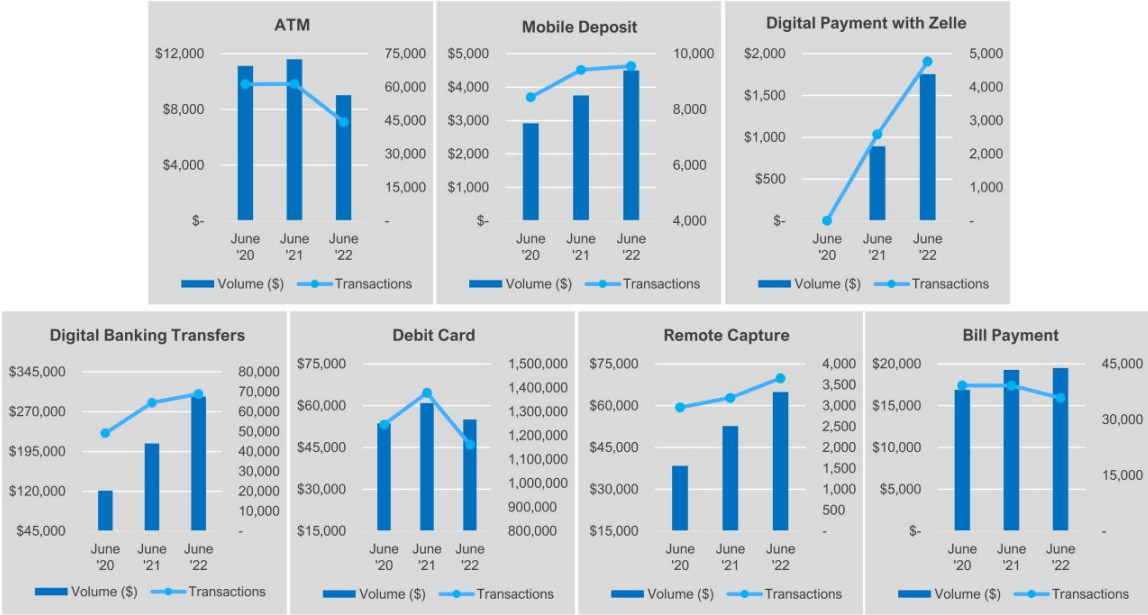 ATM
$12,000
$8,000
$4,000
$-
75,000
60,000
45,000
30,000
15,000
-
June '20
June '21
June '22
Volume ($)
Transactions
Mobile Deposit
$5,000
$4,000
$3,000
$2,000
$1,000
$-
10,000
8,000
6,000
4,000
June '20
June '21
June '22
Volume ($)
Transactions
Digital Payment with Zelle
$2,000
$1,500
$1,000
$500
$-
5,000
4,000
3,000
2,000
1,000
-
June '20
June '21
June '22
Volume ($)
Transactions
Digital Banking Transfers
$345,000
$270,000
$195,000
$120,000
$45,000
80,000
70,000
60,000
50,000
40,000
30,000
20,000
10,000
-
June '20
June '21
June '22
Volume ($)
Transactions
Debit Card
$75,000
$60,000
$45,000
$30,000
$15,000
1,500,000
1,400,000
1,300,000
1,200,000
1,100,000
1,000,000
900,000
800,000
June '20
June '21
June '22
Volume ($)
Transactions
Remote Capture
$75,000
$60,000
$45,000
$30,000
$15,000
4,000
3,500
3,000
2,500
2,000
1,500
1,000
500
-
June '20
June '21
June '22
Volume ($)
Transactions
Bill Payment
$20,000
$15,000
$10,000
$5,000
$-
45,000
30,000
15,000
-
June '20
June '21
June '22
Volume ($)
Transactions